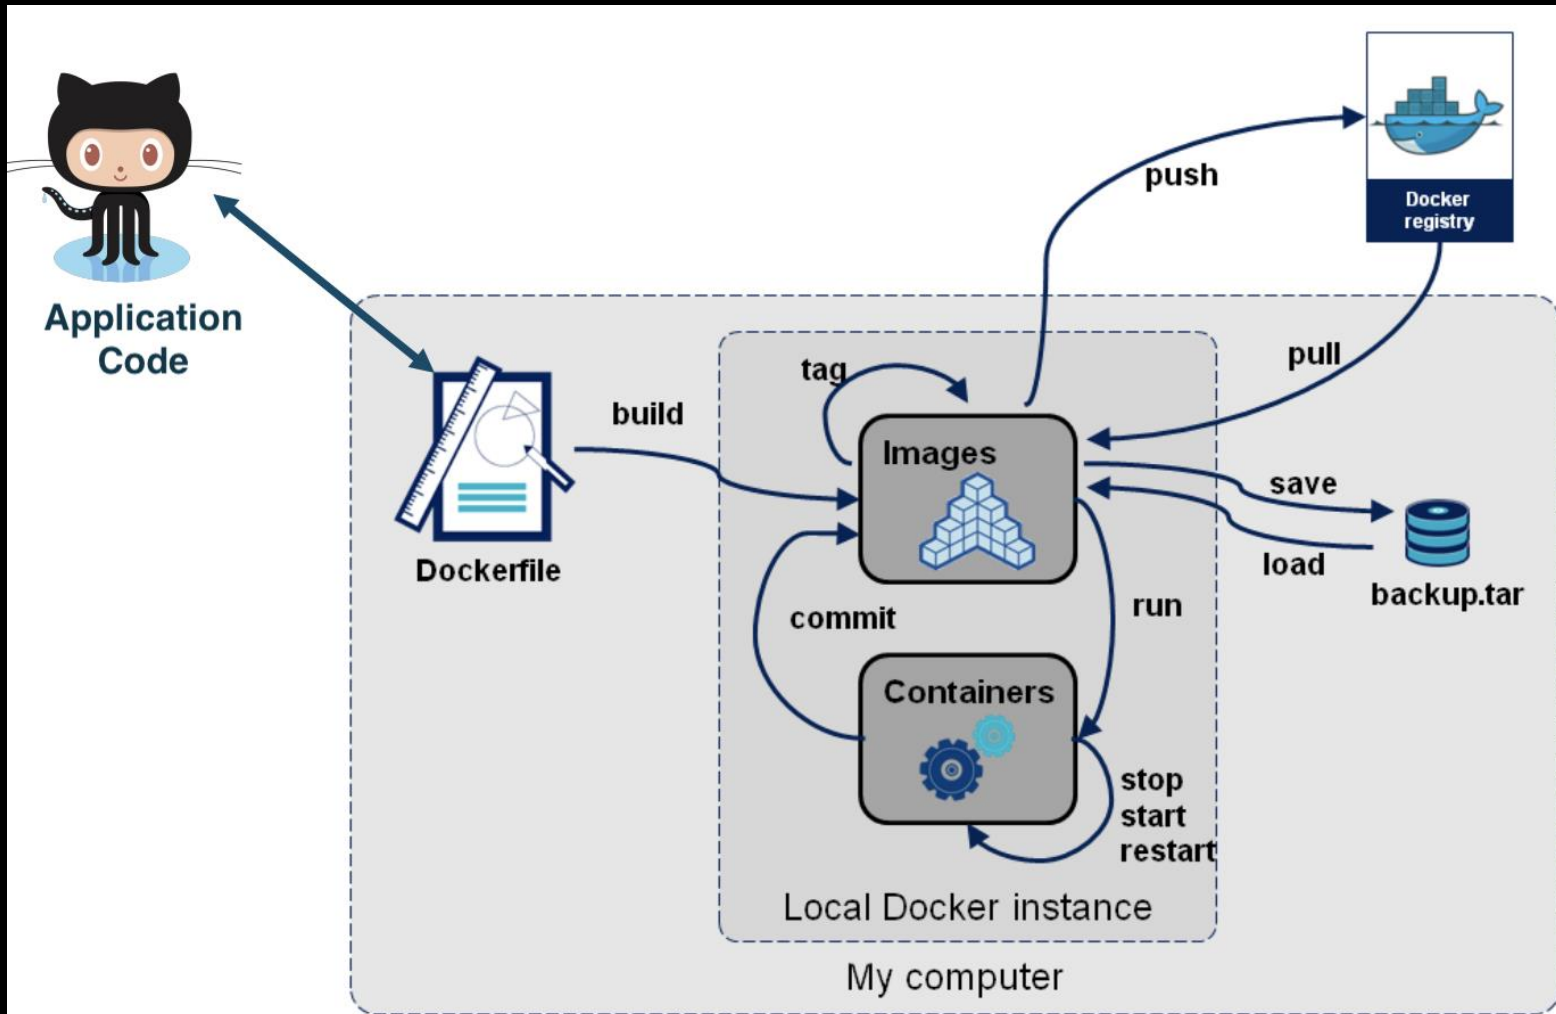 Docker
registry
push
Application
Code
pull
tag
build
Images
save
load
backup.tar
Dockerfile
commit
run
Containers
stop
start
restart
Local Docker instance
My computer